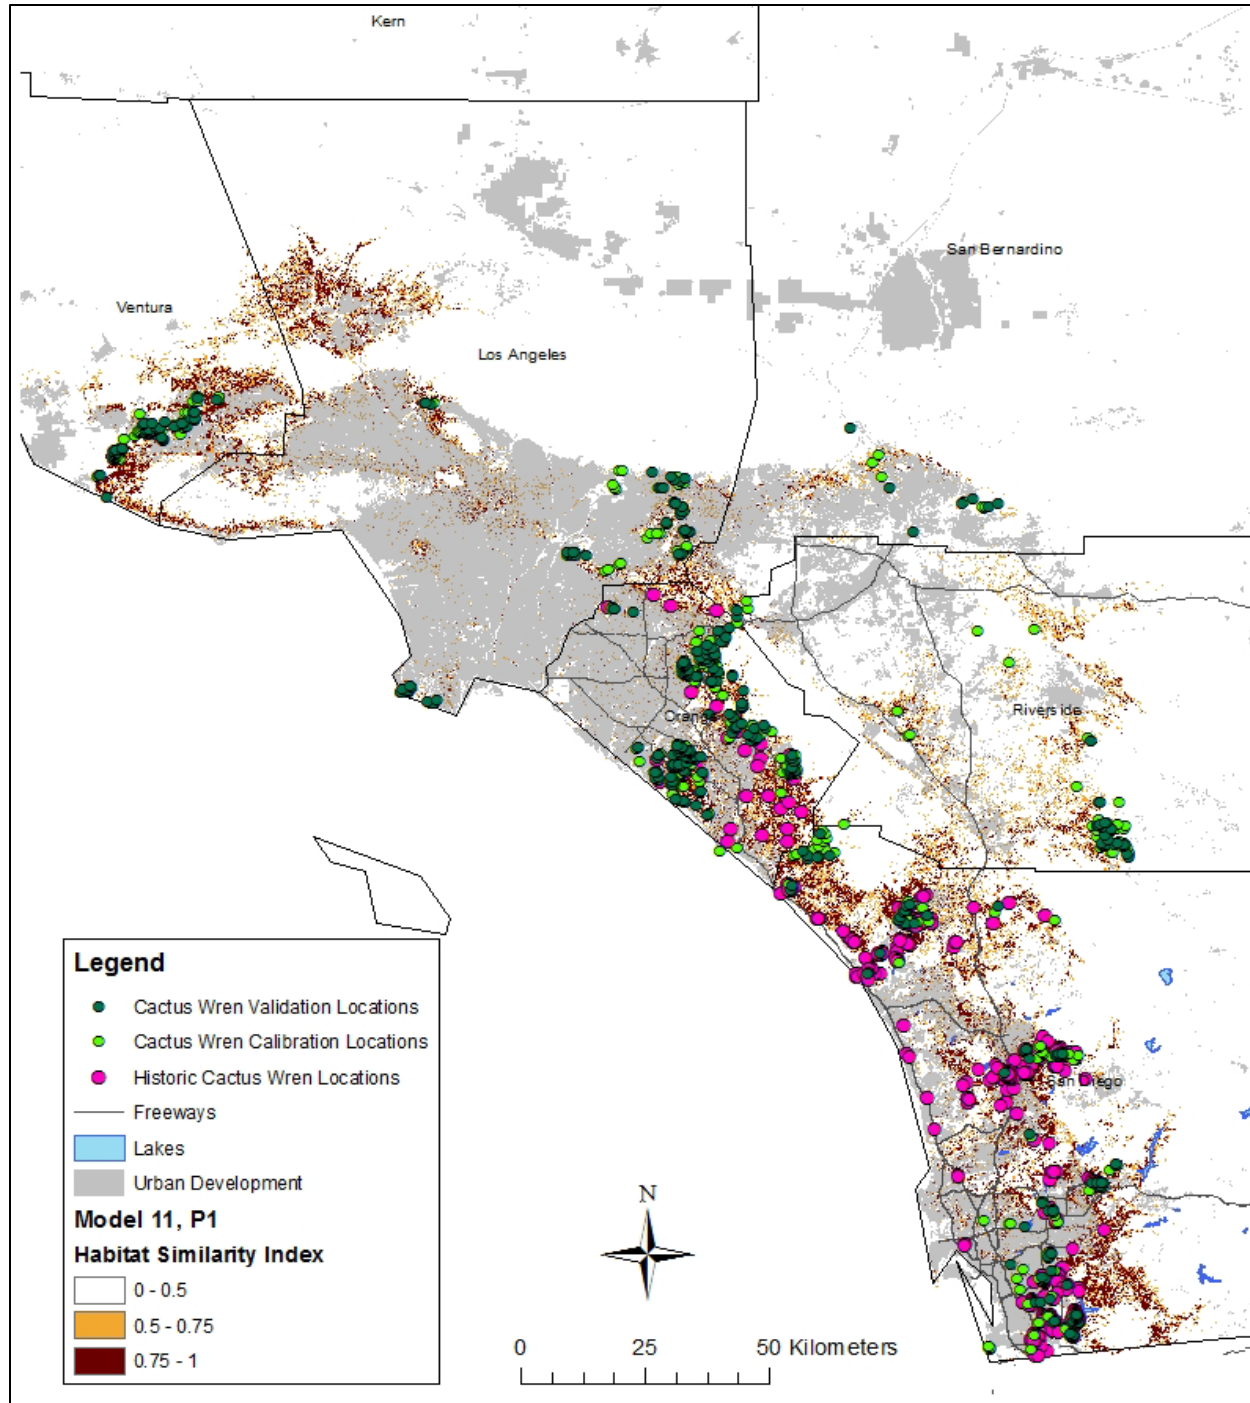 Kern
San Bernardino
Ventura
Los Angeles
Orange
Riverside
San Diego
Legend
Cactus Wren Validation Locations
Cactus Wren Calibration Locations
Historic Cactus Wren Locations
Freeways
Lakes
Urban Development
Model 11, P1
Habitat Similarity Index
0 - 0.5
0.5 - 0.75
0.75 - 1
N
0 25 50 Kilometers